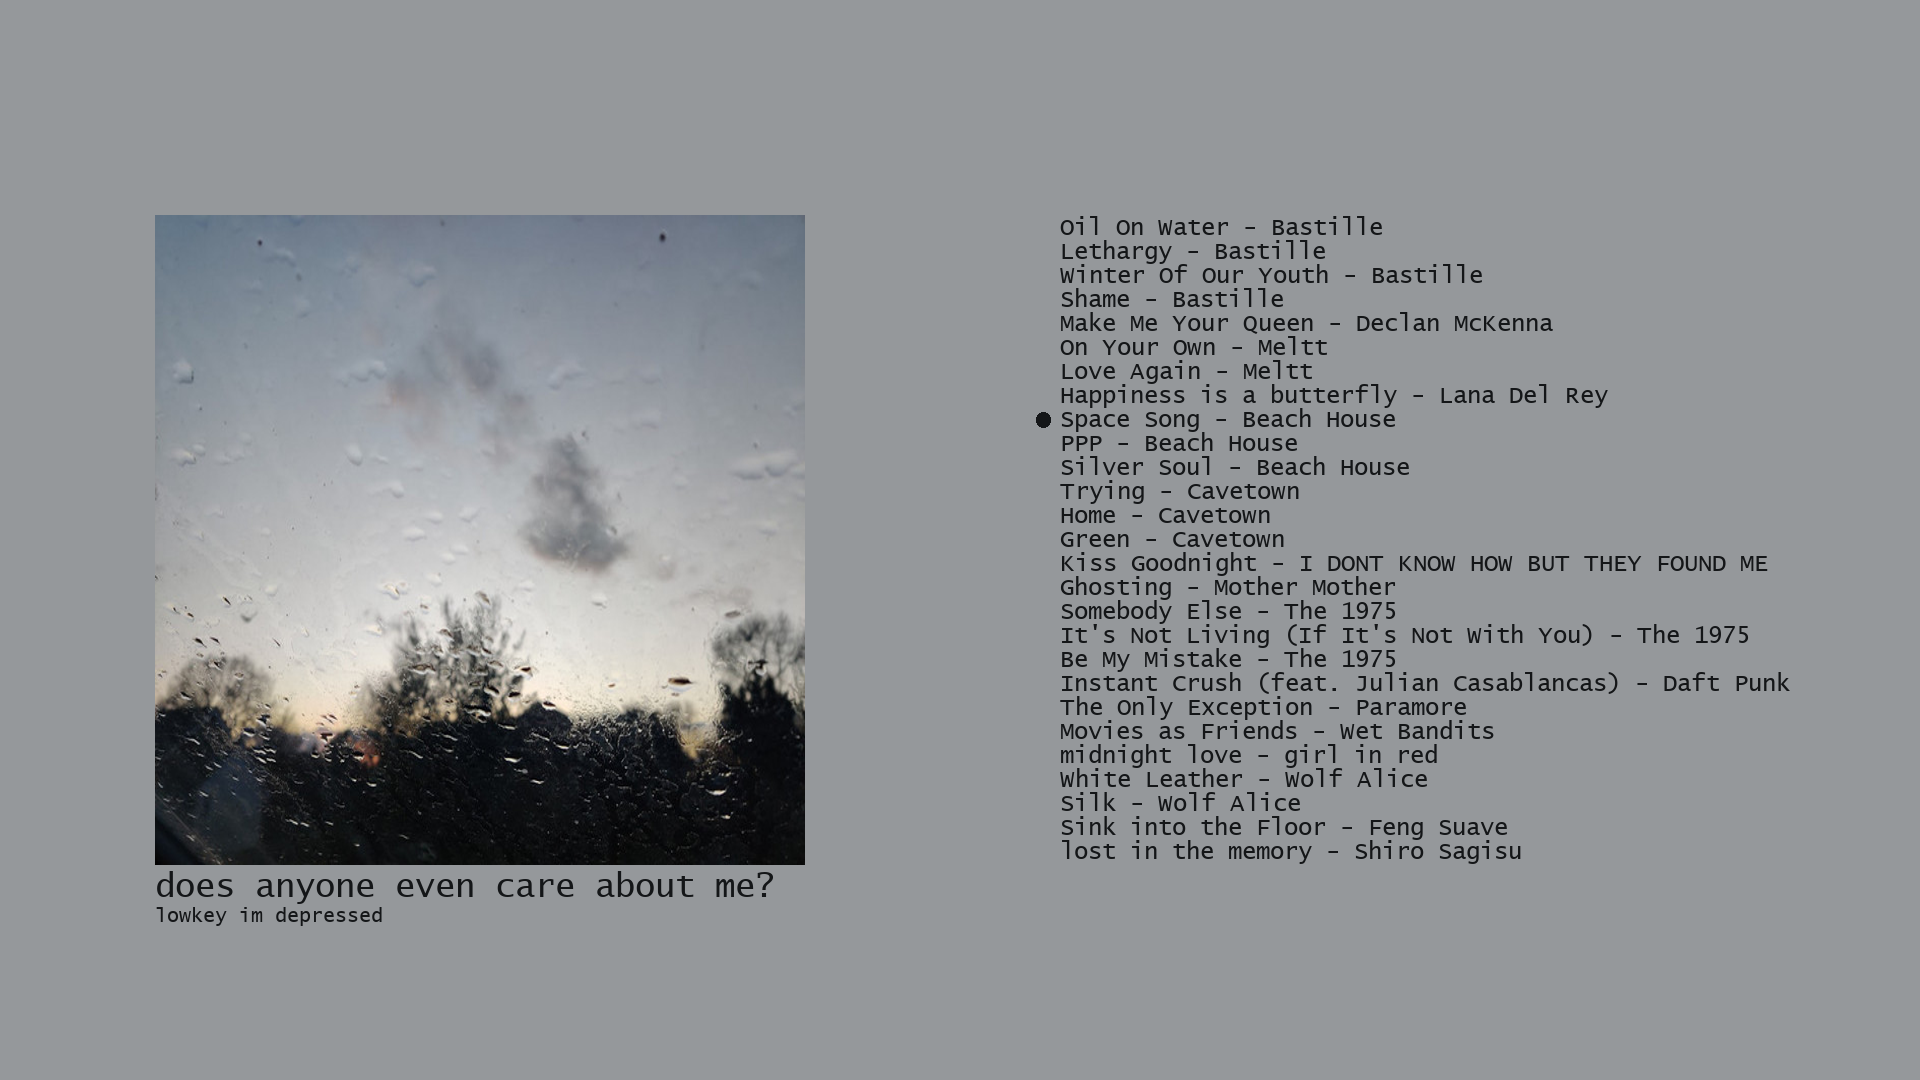 does anyone even care about me?
lowkey im depressed
Oil On Water – Bastille
Lethargy – Bastille
Winter Of Our Youth – Bastille
Shame – Bastille
Make Me Your Queen – Declan McKenna
On Your Own – Meltt
Love Again – Meltt
Happiness is a butterfly – Lana Del Rey
Space Song – Beach House
PPP – Beach House
Silver Soul – Beach House
Trying – Cavetown
Home – Cavetown
Green – Cavetown
Kiss Goodnight – I DONT KNOW HOW BUT THEY FOUND ME
Ghosting – Mother Mother
Somebody Else – The 1975
It's Not Living (If It's Not With You) – The 1975
Be My Mistake – The 1975
Instant Crush (feat. Julian Casablancas) – Daft Punk
The Only Exception – Paramore
Movies as Friends – Wet Bandits
midnight love – girl in red
White Leather – Wolf Alice
Silk – Wolf Alice
Sink into the Floor – Feng Suave
lost in the memory – Shiro Sagisu